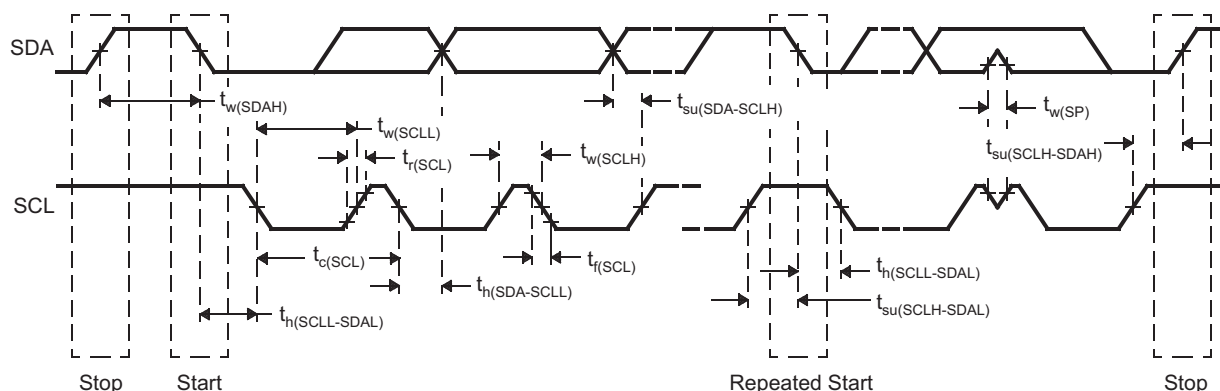 SDA
t_w(SDAH)
t_su(SDA-SCLH)
t_w(SP)
t_w(SCLL)
t_r(SCL)
t_w(SCLH)
t_su(SCLH-SDAH)
SCL
t_c(SCL)
t_f(SCL)
t_h(SCLL-SDAL)
t_h(SDA-SCLL)
t_su(SCLH-SDAL)
t_h(SCLL-SDAL)
Stop Start Repeated Start Stop